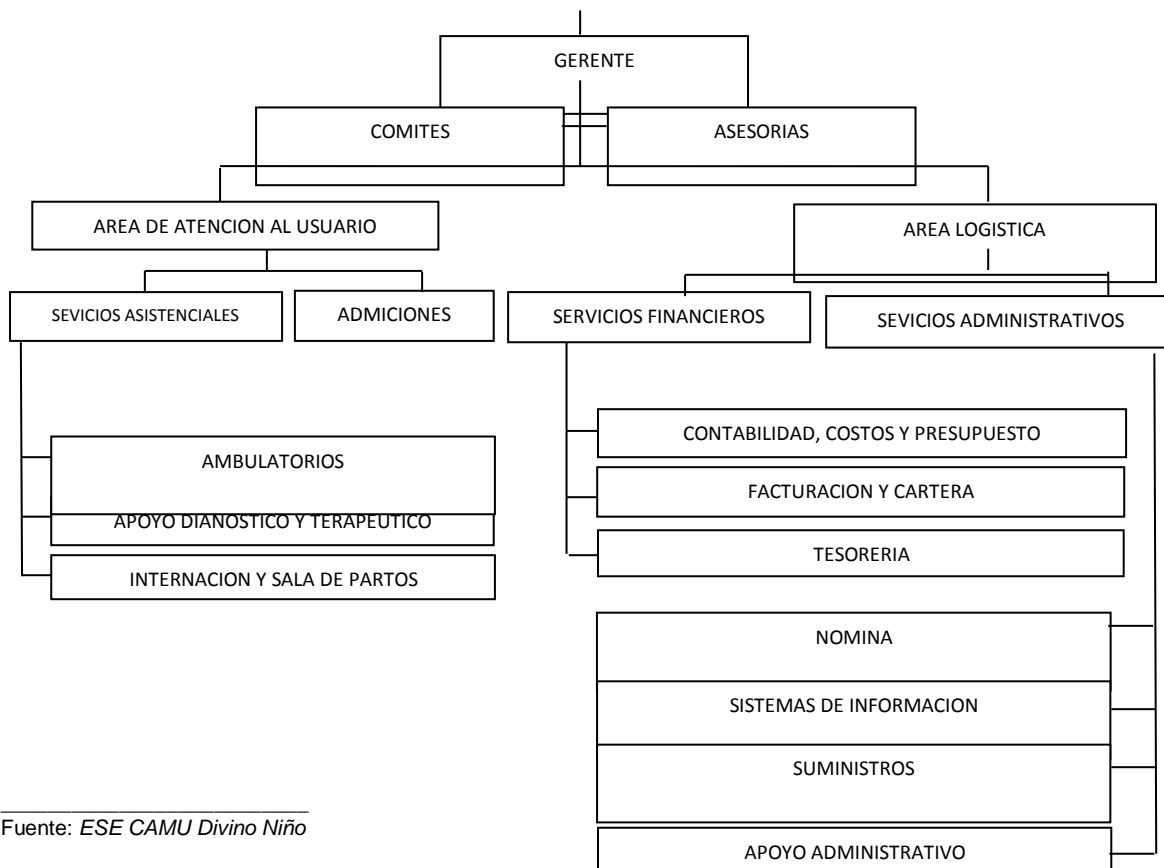 GERENTE
COMITES
ASESORIAS
AREA DE ATENCION AL USUARIO
AREA LOGISTICA
SEVICIOS ASISTENCIALES
ADMICIONES
SERVICIOS FINANCIEROS
SEVICIOS ADMINISTRATIVOS
AMBULATORIOS
APOYO DIANOSTICO Y TERAPEUTICO
INTERNACION Y SALA DE PARTOS
CONTABILIDAD, COSTOS Y PRESUPUESTO
FACTURACION Y CARTERA
TESORERIA
NOMINA
SISTEMAS DE INFORMACION
SUMINISTROS
APOYO ADMINISTRATIVO
Fuente: ESE CAMU Divino Niño